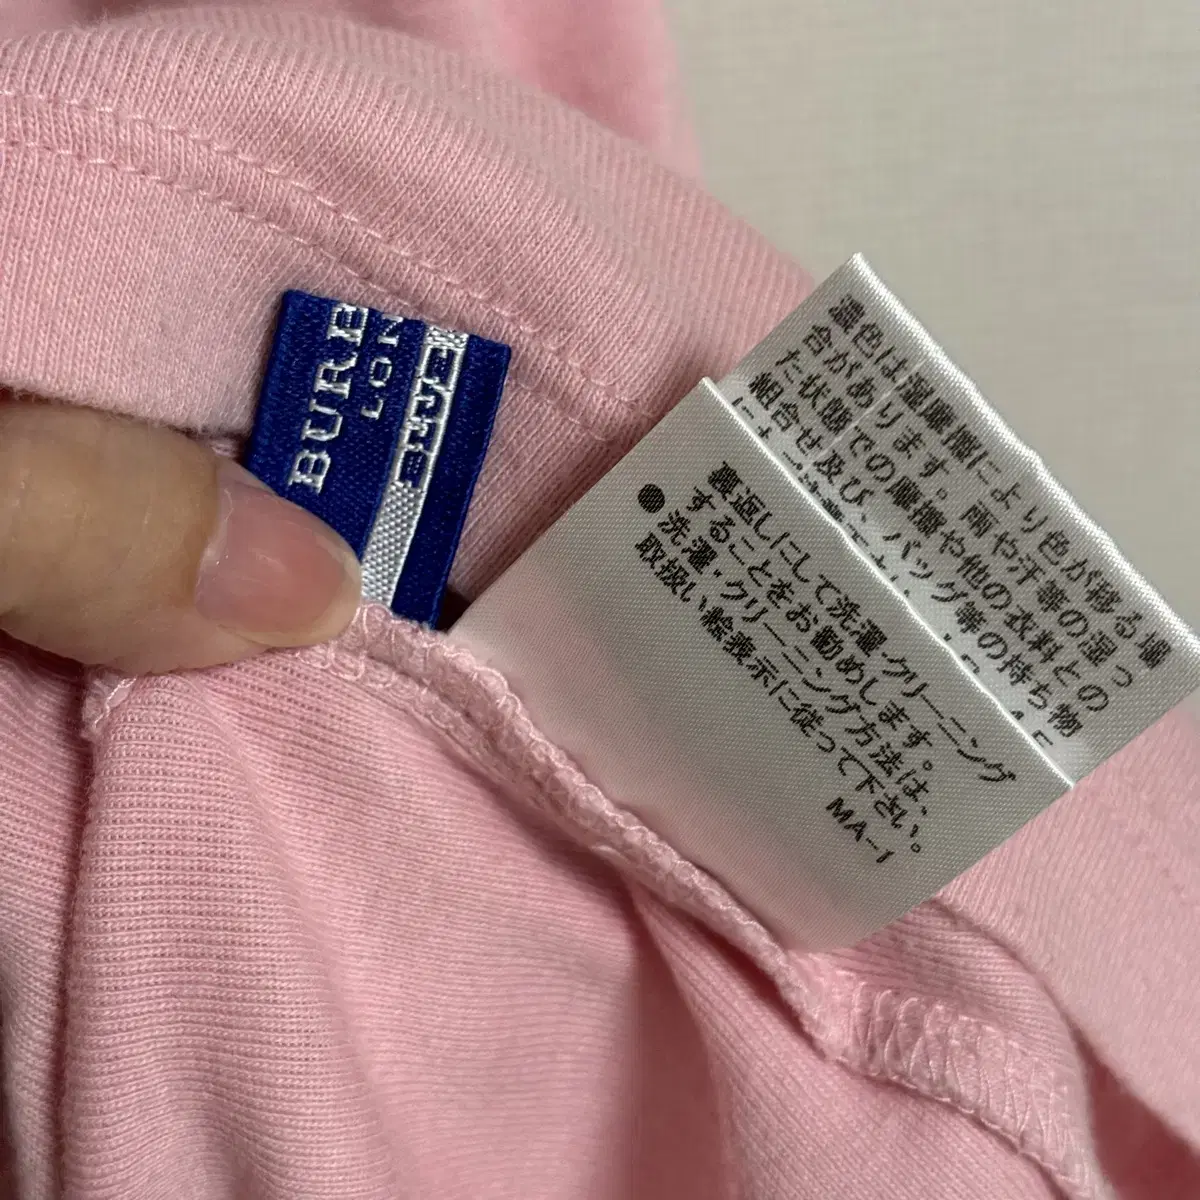 BURB
LON
BLUE
濃色は湿摩擦により色が移る場
合があります。雨や汗等の湿っ
た状態での摩擦や他の衣料との
組合せ及び、バッグ等の持ち物
裏返しにして洗濯・クリーニング
することをお勧めします。
●洗濯・クリーニング方法は、
取扱い絵表示に従って下さい。
MA-1